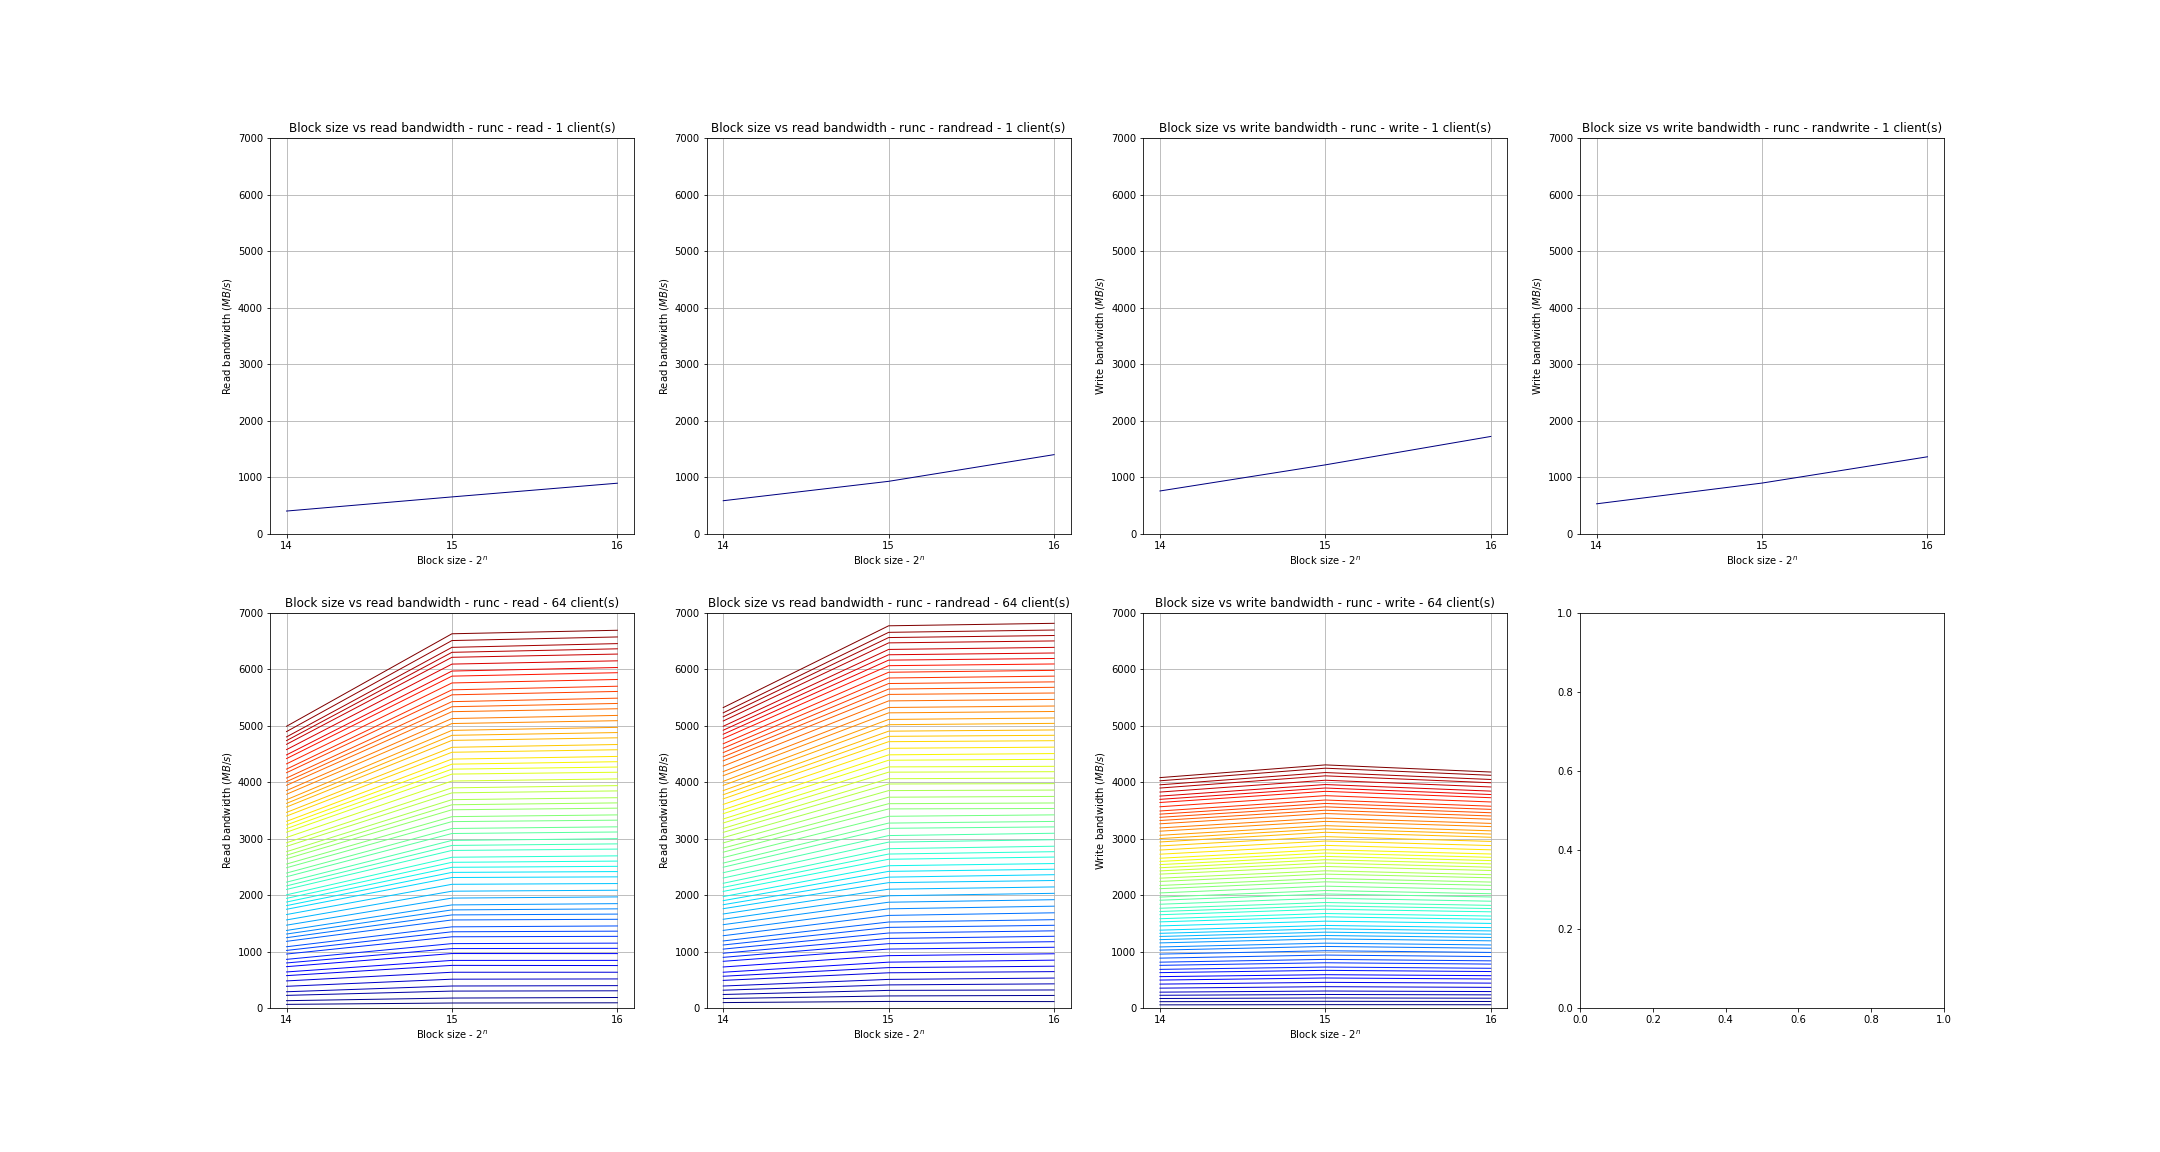 Block size vs read bandwidth - runc - read - 1 client(s)
7000
6000
5000
4000
3000
2000
1000
0
Read bandwidth (MB/s)
14 15 16
Block size - 2^n
Block size vs read bandwidth - runc - randread - 1 client(s)
7000
6000
5000
4000
3000
2000
1000
0
Read bandwidth (MB/s)
14 15 16
Block size - 2^n
Block size vs write bandwidth - runc - write - 1 client(s)
7000
6000
5000
4000
3000
2000
1000
0
Write bandwidth (MB/s)
14 15 16
Block size - 2^n
Block size vs write bandwidth - runc - randwrite - 1 client(s)
7000
6000
5000
4000
3000
2000
1000
0
Write bandwidth (MB/s)
14 15 16
Block size - 2^n
Block size vs read bandwidth - runc - read - 64 client(s)
7000
6000
5000
4000
3000
2000
1000
0
Read bandwidth (MB/s)
14 15 16
Block size - 2^n
Block size vs read bandwidth - runc - randread - 64 client(s)
7000
6000
5000
4000
3000
2000
1000
0
Read bandwidth (MB/s)
14 15 16
Block size - 2^n
Block size vs write bandwidth - runc - write - 64 client(s)
7000
6000
5000
4000
3000
2000
1000
0
Write bandwidth (MB/s)
14 15 16
Block size - 2^n
1.0
0.8
0.6
0.4
0.2
0.0
0.0 0.2 0.4 0.6 0.8 1.0